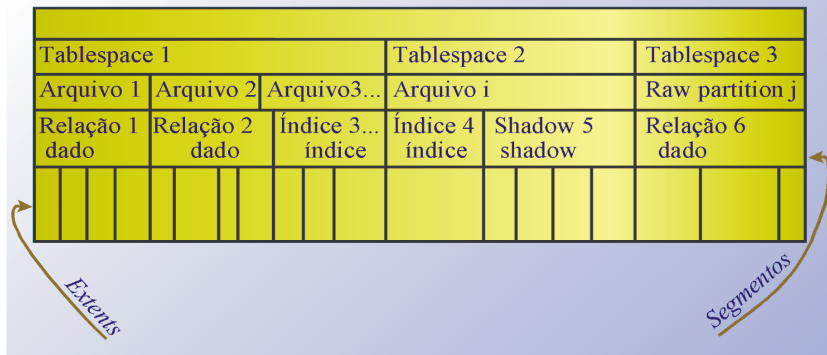 Tablespace 1
Tablespace 2
Tablespace 3
Arquivo 1
Arquivo 2
Arquivo3...
Arquivo i
Raw partition j
Relação 1
dado
Relação 2
dado
Índice 3...
índice
Índice 4
índice
Shadow 5
shadow
Relação 6
dado
Extents
Segmentos